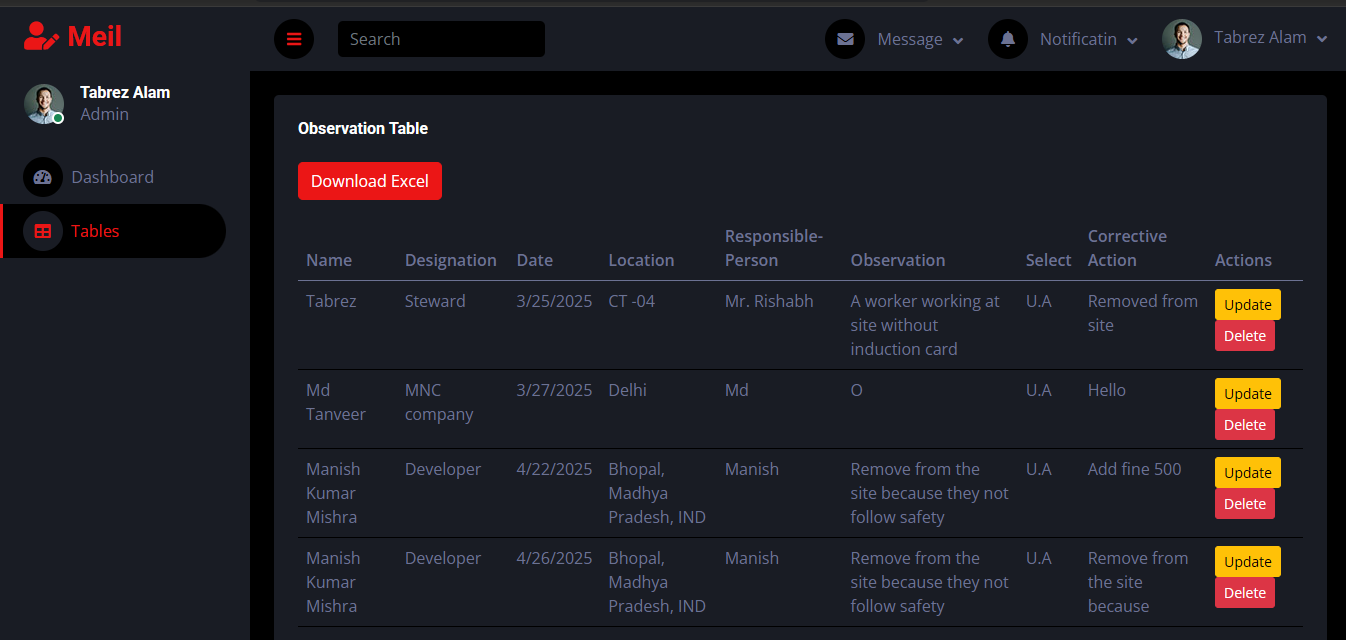 Meil
Search
Message
Notificatin
Tabrez Alam
Tabrez Alam
Admin
Dashboard
Tables
Observation Table
Download Excel
Name Designation Date Location Responsible-Person Observation Select Corrective Action Actions
Tabrez Steward 3/25/2025 CT -04 Mr. Rishabh A worker working at site without induction card U.A Removed from site Update Delete
Md Tanveer MNC company 3/27/2025 Delhi Md O U.A Hello Update Delete
Manish Kumar Mishra Developer 4/22/2025 Bhopal, Madhya Pradesh, IND Manish Remove from the site because they not follow safety U.A Add fine 500 Update Delete
Manish Kumar Mishra Developer 4/26/2025 Bhopal, Madhya Pradesh, IND Manish Remove from the site because they not follow safety U.A Remove from the site because Update Delete